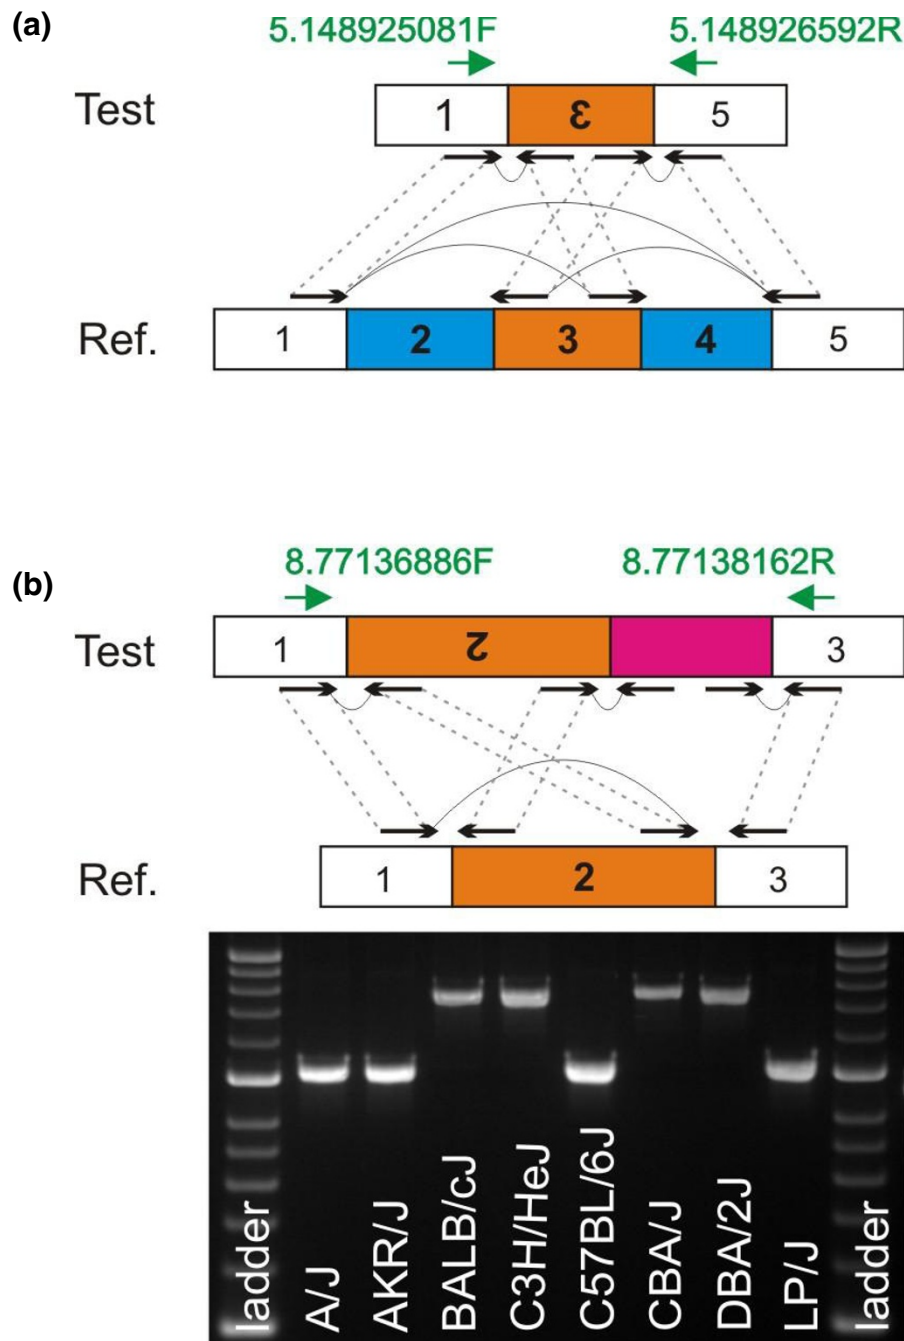 (a)
5.148925081F 5.148926592R
Test 1 3 5
Ref. 1 2 3 4 5
(b)
8.77136886F 8.77138162R
Test 1 2 3
Ref. 1 2 3
ladder A/J AKR/J BALB/cJ C3H/HeJ C57BL/6J CBA/J DBA/2J LP/J ladder